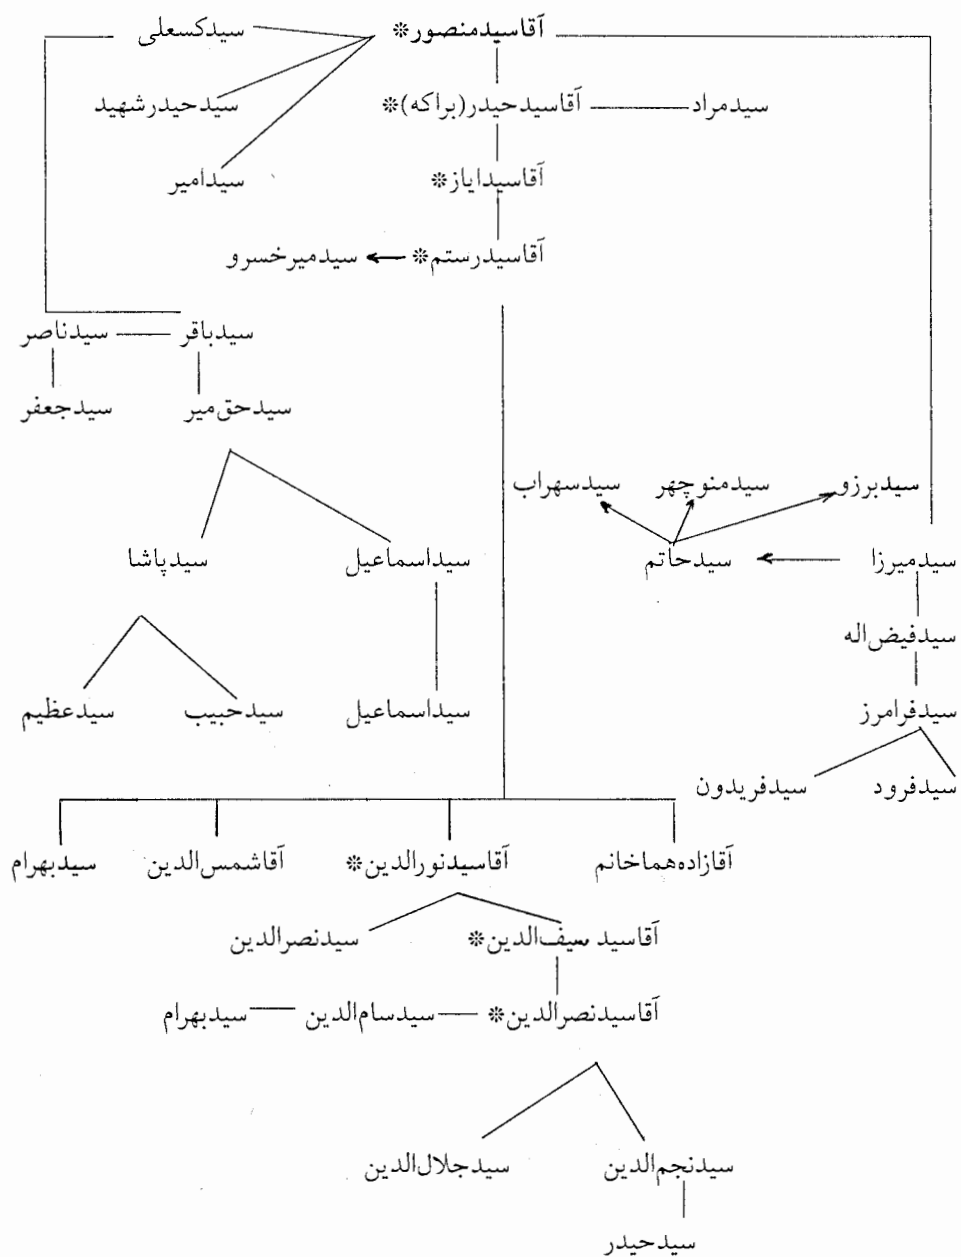 آقاسیدمنصور* سیدکسعلی
سیدمراد آقاسیدحیدر(براکه)* سیدحیدرشهید
آقاسیدایاز* سیدامیر
آقاسیدرستم* سیدمیرخسرو
سیدباقر سیدناصر
سیدحق‌میر سیدجعفر
سیدبرزو سیدمنوچهر سیدسهراب
سیدمیرزا سیدحاتم سیداسماعیل سیدپاشا
سیدفیض‌اله
سیدفرامرز سیداسماعیل سیدحبیب سیدعظیم
سیدفرود سیدفریدون
آقازاده‌هماخانم آقاسیدنورالدین* آقاشمس‌الدین سیدبهرام
آقاسید سیف‌الدین* سیدنصرالدین
آقاسیدنصرالدین* سیدسام‌الدین سیدبهرام
سیدنجم‌الدین سیدجلال‌الدین
سیدحیدر